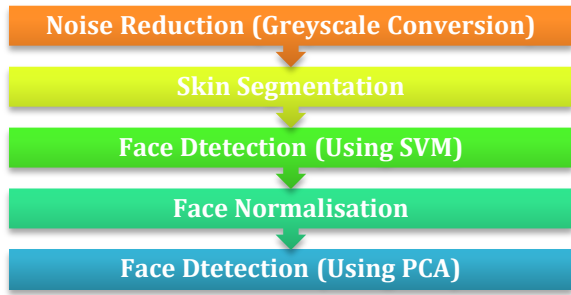 Noise Reduction (Greyscale Conversion)
Skin Segmentation
Face Dtetection (Using SVM)
Face Normalisation
Face Dtetection (Using PCA)